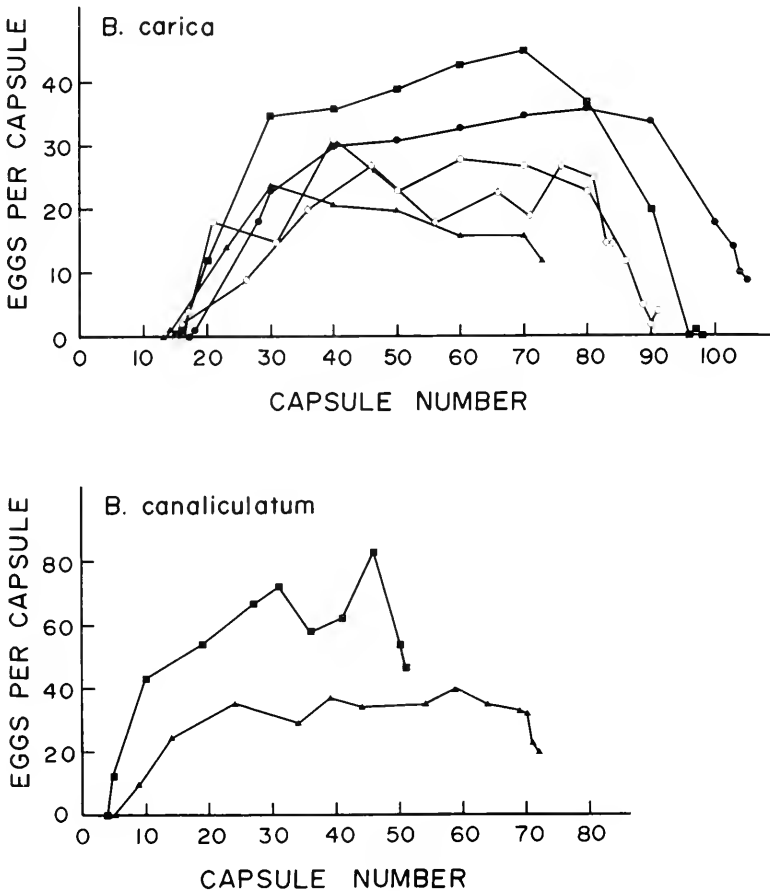 B. carica
EGGS PER CAPSULE
40
30
20
10
0
0 10 20 30 40 50 60 70 80 90 100
CAPSULE NUMBER
B. canaliculatum
EGGS PER CAPSULE
80
60
40
20
0
0 10 20 30 40 50 60 70 80
CAPSULE NUMBER